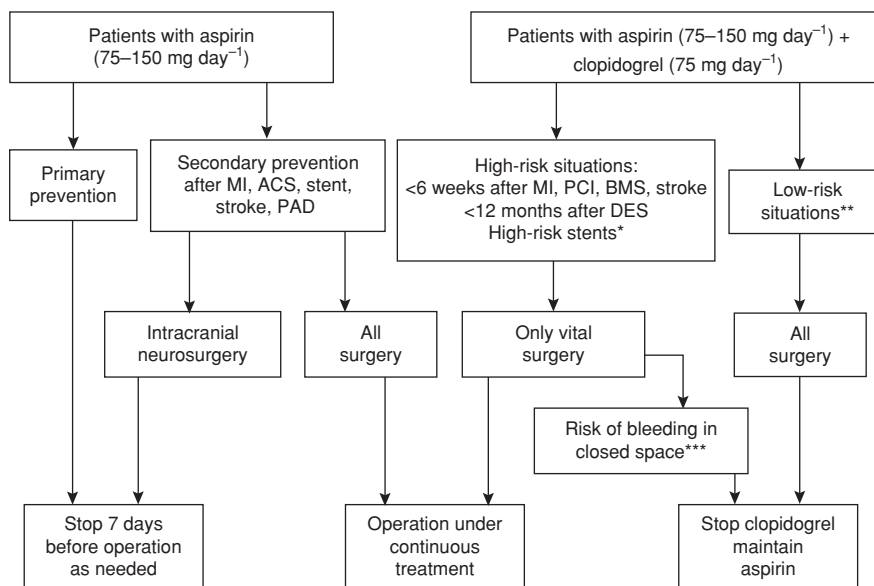 Patients with aspirin
(75–150 mg day⁻¹)
Patients with aspirin (75–150 mg day⁻¹) +
clopidogrel (75 mg day⁻¹)
Primary
prevention
Secondary prevention
after MI, ACS, stent,
stroke, PAD
High-risk situations:
<6 weeks after MI, PCI, BMS, stroke
<12 months after DES
High-risk stents*
Low-risk
situations**
Intracranial
neurosurgery
All
surgery
Only vital
surgery
All
surgery
Risk of bleeding in
closed space***
Stop 7 days
before operation
as needed
Operation under
continuous
treatment
Stop clopidogrel
maintain
aspirin